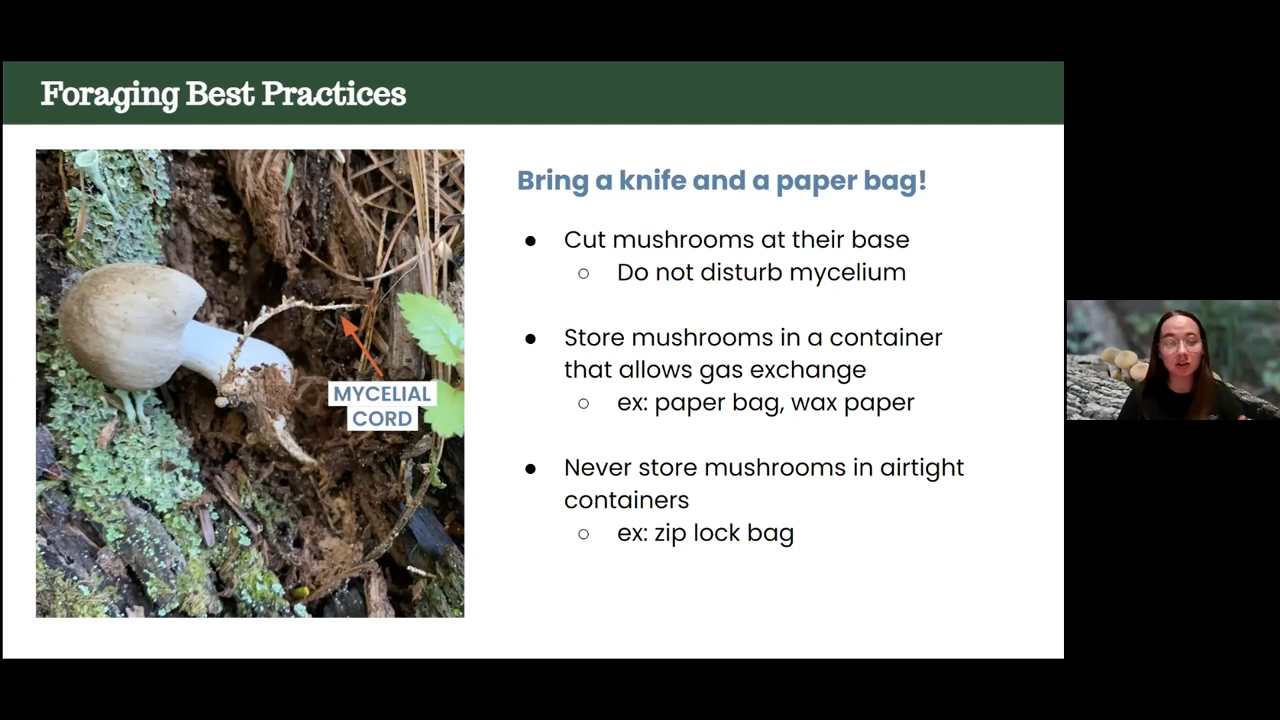 Foraging Best Practices
Bring a knife and a paper bag!
● Cut mushrooms at their base
○ Do not disturb mycelium
● Store mushrooms in a container
that allows gas exchange
○ ex: paper bag, wax paper
● Never store mushrooms in airtight
containers
○ ex: zip lock bag
MYCELIAL
CORD